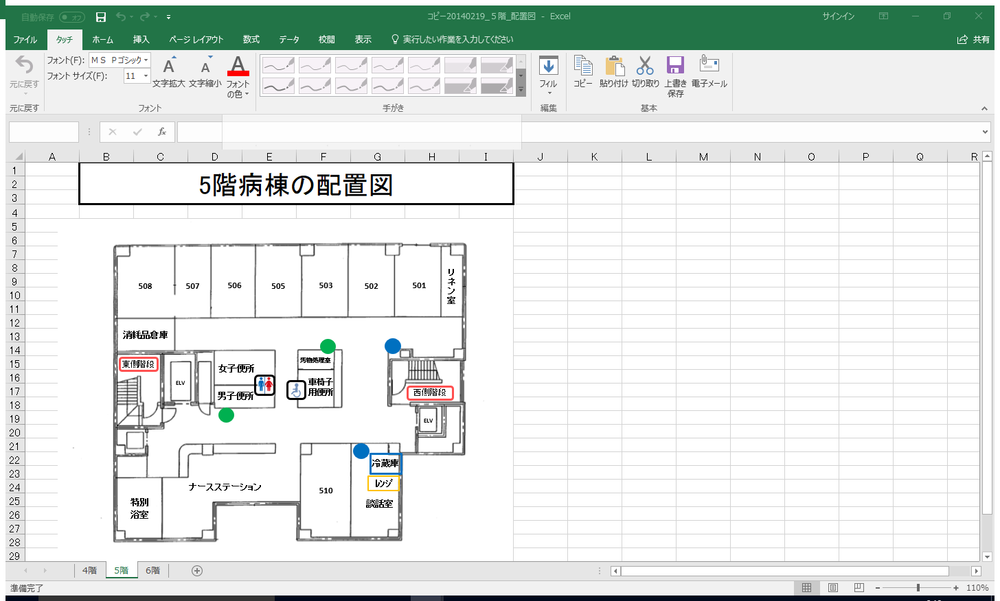 自動保存 オフ
コピー20140219_５階_配置図 - Excel
サインイン
ファイル タッチ ホーム 挿入 ページ レイアウト 数式 データ 校閲 表示 実行したい作業を入力してください 共有
元に戻す
元に戻す
フォント(F): ＭＳ Ｐゴシック
フォント サイズ(F): 11
A 文字拡大
A 文字縮小
A フォントの色
フォント
手がき
フィル
編集
コピー 貼り付け 切り取り 上書き保存 電子メール
基本
fx
A B C D E F G H I J K L M N O P Q R
1
2
3
4
5
6
7
8
9
10
11
12
13
14
15
16
17
18
19
20
21
22
23
24
25
26
27
28
29
5階病棟の配置図
508 507 506 505 503 502 501
リネン室
消耗品倉庫
東側階段
ELV
女子便所
男子便所
汚物処理室
車椅子
用便所
西側階段
ELV
冷蔵庫
ﾚﾝｼﾞ
談話室
510
ナースステーション
特別
浴室
4階 5階 6階
準備完了
110%